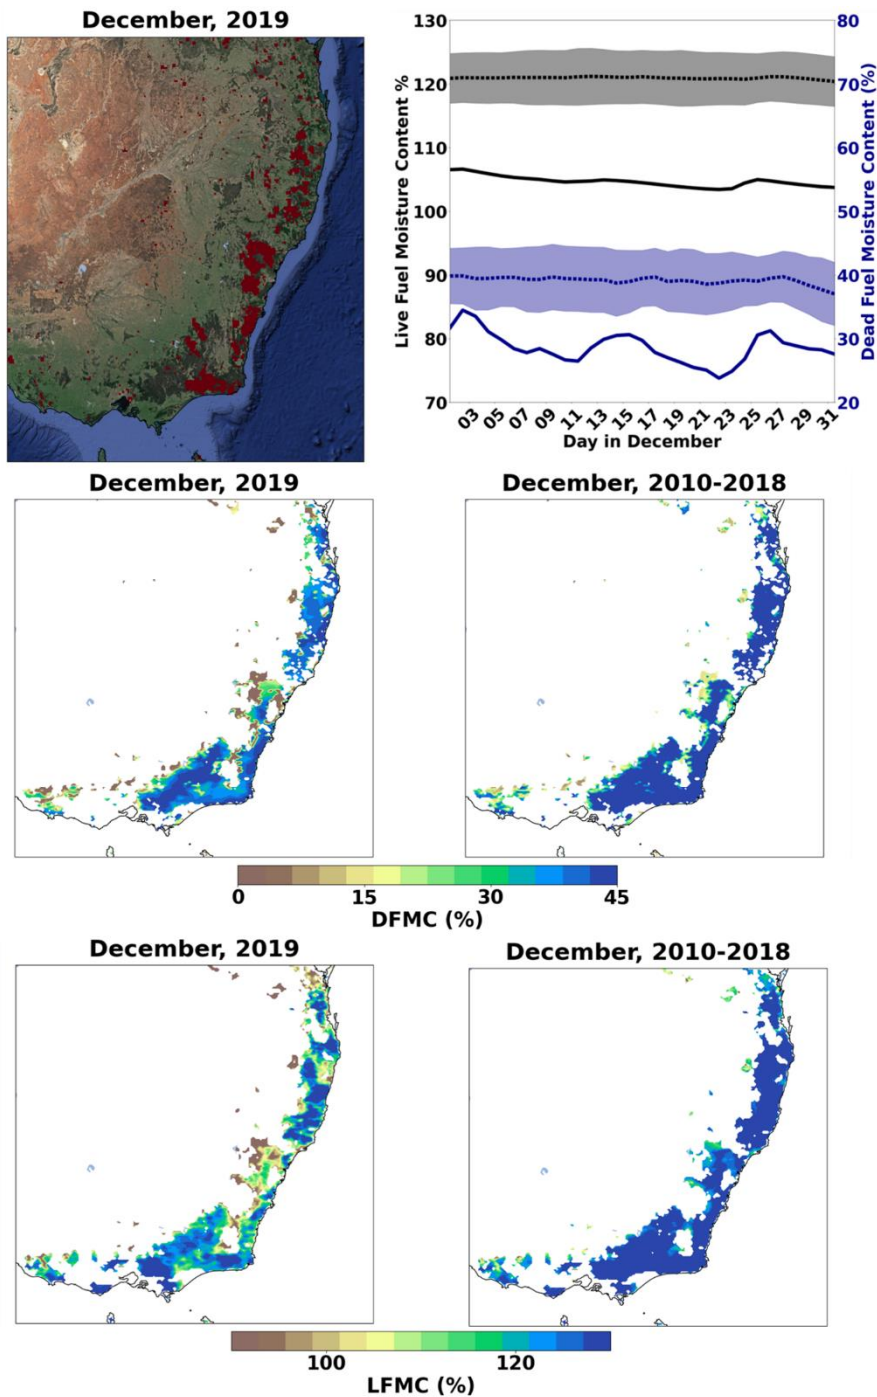 December, 2019
130
120
110
100
90
80
70
Live Fuel Moisture Content %
80
70
60
50
40
30
20
Dead Fuel Moisture Content (%)
03 05 07 09 11 13 15 17 19 21 23 25 27 29 31
Day in December
December, 2019
December, 2010-2018
0 15 30 45
DFMC (%)
December, 2019
December, 2010-2018
100 120
LFMC (%)